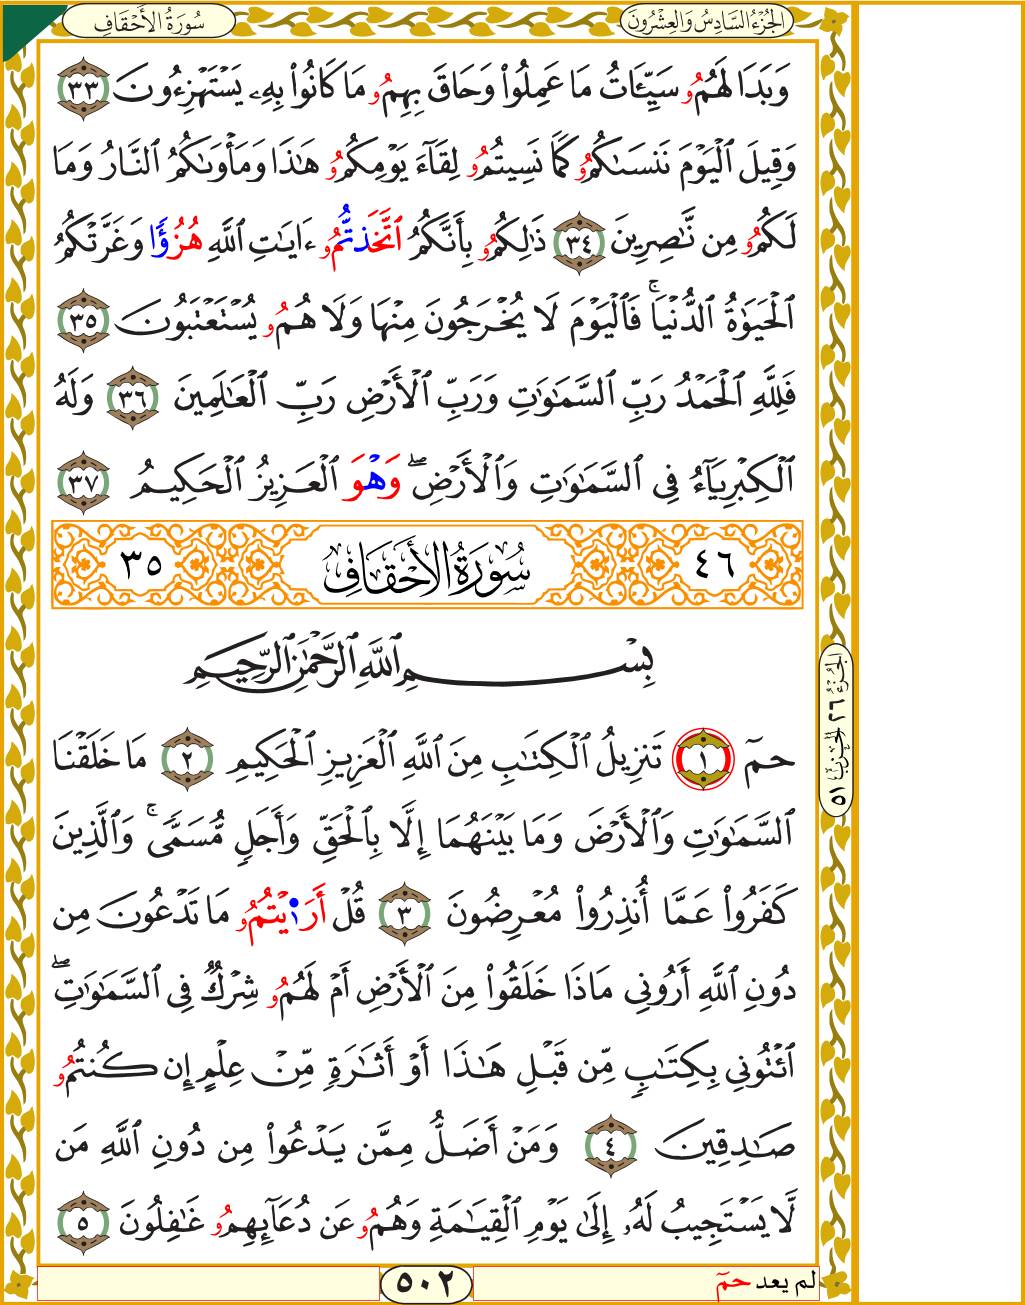 الجُزْءُ السَّادِسُ وَالعِشْرُونَ
سُورَةُ الأَحْقَافِ
وَبَدَا لَهُمُۥ سَيِّـَٔاتُ مَا عَمِلُوا۟ وَحَاقَ بِهِمُۥ مَا كَانُوا۟ بِهِۦ يَسْتَهْزِءُونَ ٣٣
وَقِيلَ ٱلْيَوْمَ نَنسَىٰكُمُۥ كَمَا نَسِيتُمُۥ لِقَآءَ يَوْمِكُمُۥ هَٰذَا وَمَأْوَىٰكُمُ ٱلنَّارُ وَمَا
لَكُمُۥ مِن نَّٰصِرِينَ ٣٤ ذَٰلِكُمُۥ بِأَنَّكُمُ ٱتَّخَذتُّمُۥ ءَايَٰتِ ٱللَّهِ هُزُؤًا وَغَرَّتْكُمُ
ٱلْحَيَوٰةُ ٱلدُّنْيَا ۚ فَٱلْيَوْمَ لَا يُخْرَجُونَ مِنْهَا وَلَا هُمُۥ يُسْتَعْتَبُونَ ٣٥
فَلِلَّهِ ٱلْحَمْدُ رَبِّ ٱلسَّمَٰوَٰتِ وَرَبِّ ٱلْأَرْضِ رَبِّ ٱلْعَٰلَمِينَ ٣٦ وَلَهُ
ٱلْكِبْرِيَآءُ فِى ٱلسَّمَٰوَٰتِ وَٱلْأَرْضِ ۖ وَهْوَ ٱلْعَزِيزُ ٱلْحَكِيمُ ٣٧
٤٦ سُورَةُ الأَحْقَافِ ٣٥
بِسْمِ ٱللَّهِ ٱلرَّحْمَٰنِ ٱلرَّحِيمِ
حمٓ ١ تَنزِيلُ ٱلْكِتَٰبِ مِنَ ٱللَّهِ ٱلْعَزِيزِ ٱلْحَكِيمِ ٢ مَا خَلَقْنَا
ٱلسَّمَٰوَٰتِ وَٱلْأَرْضَ وَمَا بَيْنَهُمَا إِلَّا بِٱلْحَقِّ وَأَجَلٍ مُّسَمًّى ۚ وَٱلَّذِينَ
كَفَرُوا۟ عَمَّا أُنذِرُوا۟ مُعْرِضُونَ ٣ قُلْ أَرَٰيْتُمُۥ مَا تَدْعُونَ مِن
دُونِ ٱللَّهِ أَرُونِى مَاذَا خَلَقُوا۟ مِنَ ٱلْأَرْضِ أَمْ لَهُمُۥ شِرْكٌ فِى ٱلسَّمَٰوَٰتِ ۖ
ٱئْتُونِى بِكِتَٰبٍ مِّن قَبْلِ هَٰذَا أَوْ أَثَٰرَةٍ مِّنْ عِلْمٍ إِن كُنتُمُۥ
صَٰدِقِينَ ٤ وَمَنْ أَضَلُّ مِمَّن يَدْعُوا۟ مِن دُونِ ٱللَّهِ مَن
لَّا يَسْتَجِيبُ لَهُۥ إِلَىٰ يَوْمِ ٱلْقِيَٰمَةِ وَهُمُۥ عَن دُعَآئِهِمُۥ غَٰفِلُونَ ٥
الجُزْءُ ٢٦ الحِزْبُ ٥١
لم يعد حمٓ
٥٠٢